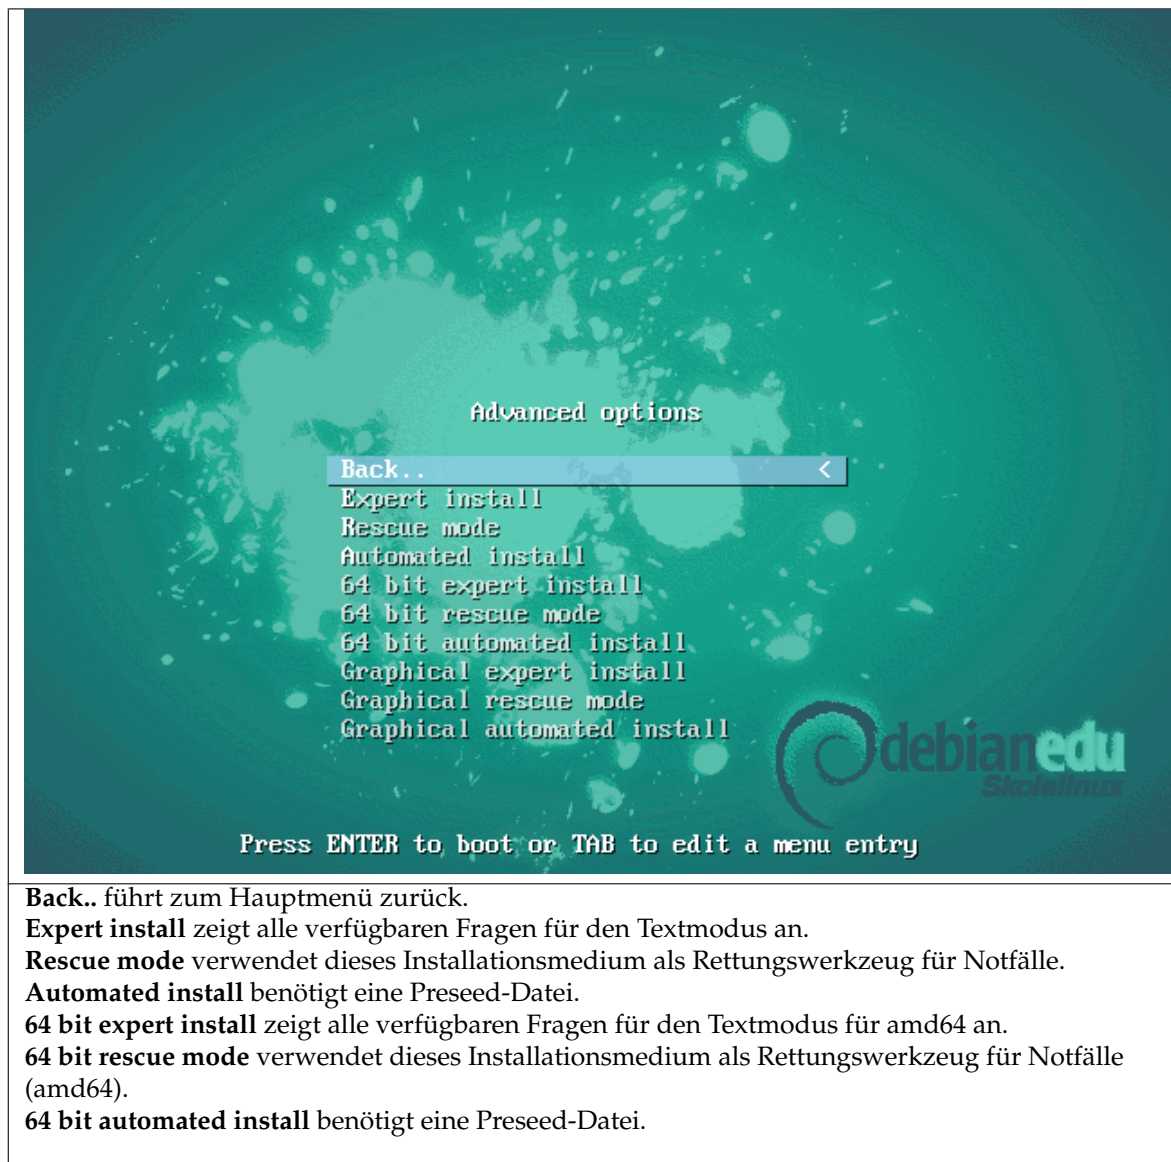 Advanced options
Back.. <
Expert install
Rescue mode
Automated install
64 bit expert install
64 bit rescue mode
64 bit automated install
Graphical expert install
Graphical rescue mode
Graphical automated install
debianedu
Skolelinux
Press ENTER to boot or TAB to edit a menu entry
Back.. führt zum Hauptmenü zurück.
Expert install zeigt alle verfügbaren Fragen für den Textmodus an.
Rescue mode verwendet dieses Installationsmedium als Rettungswerkzeug für Notfälle.
Automated install benötigt eine Preseed-Datei.
64 bit expert install zeigt alle verfügbaren Fragen für den Textmodus für amd64 an.
64 bit rescue mode verwendet dieses Installationsmedium als Rettungswerkzeug für Notfälle
(amd64).
64 bit automated install benötigt eine Preseed-Datei.